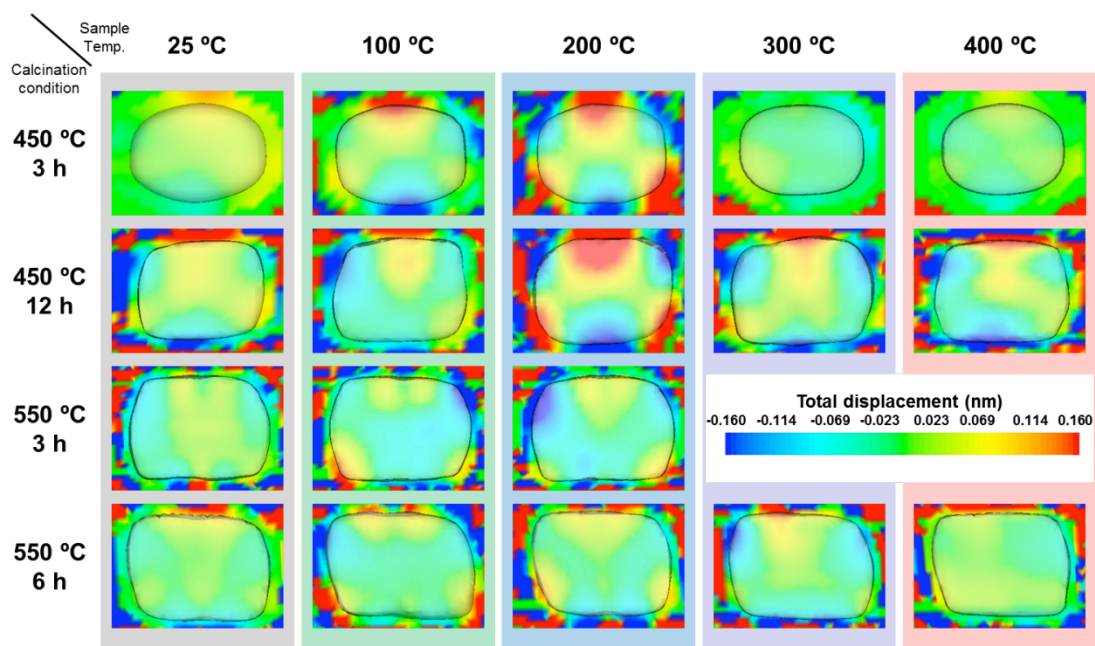 Sample
Temp.
25 ºC
100 ºC
200 ºC
300 ºC
400 ºC
Calcination
condition
450 ºC
3 h
450 ºC
12 h
550 ºC
3 h
Total displacement (nm)
-0.160 -0.114 -0.069 -0.023 0.023 0.069 0.114 0.160
550 ºC
6 h